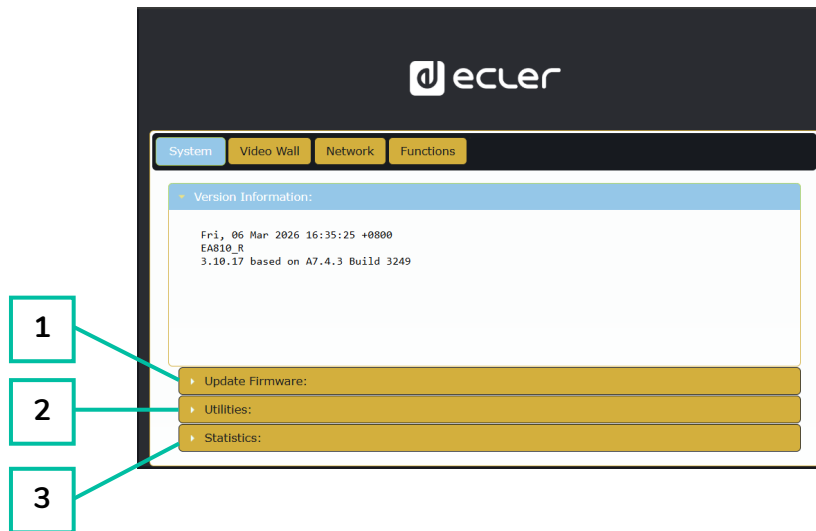 ecler
System
Video Wall
Network
Functions
Version Information:
Fri, 06 Mar 2026 16:35:25 +0800
EA810_R
3.10.17 based on A7.4.3 Build 3249
1
Update Firmware:
2
Utilities:
3
Statistics: